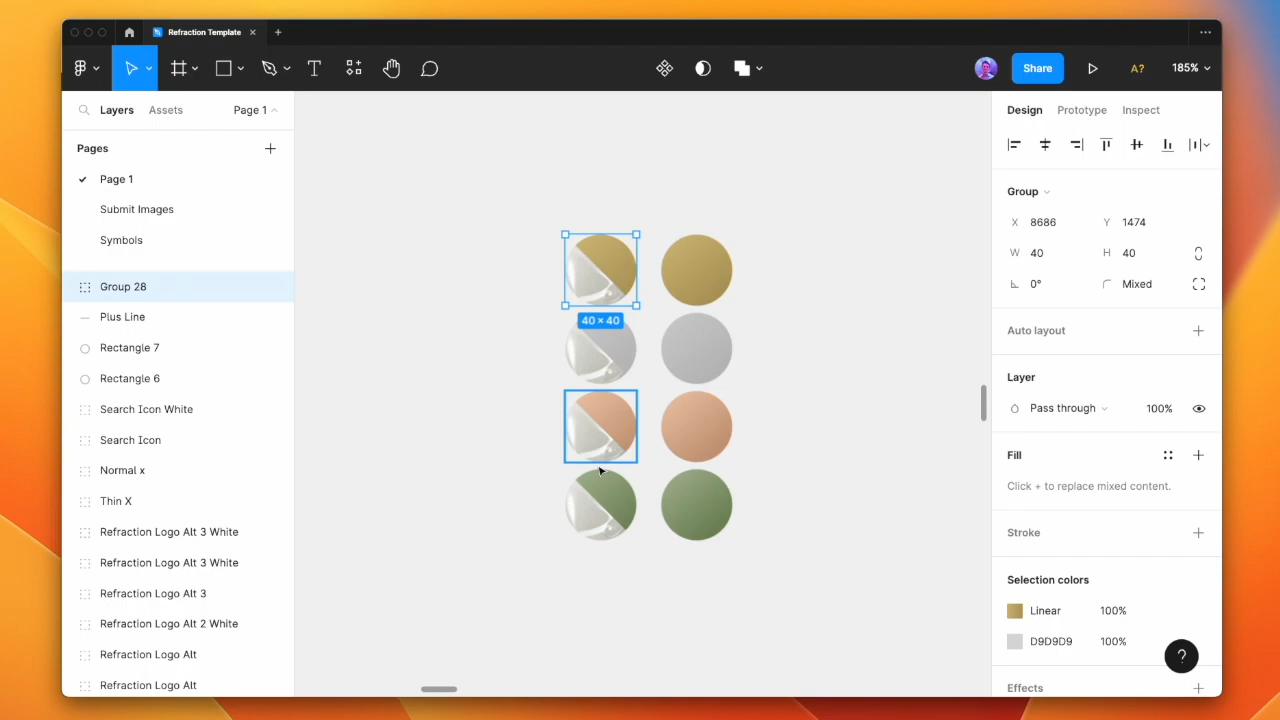 Refraction Template
Share
A?
185%
Layers
Assets
Page 1
Pages
Page 1
Submit Images
Symbols
Group 28
Plus Line
Rectangle 7
Rectangle 6
Search Icon White
Search Icon
Normal x
Thin X
Refraction Logo Alt 3 White
Refraction Logo Alt 3 White
Refraction Logo Alt 3
Refraction Logo Alt 2 White
Refraction Logo Alt
Refraction Logo Alt
40 × 40
Design
Prototype
Inspect
Group
X 8686
Y 1474
W 40
H 40
0°
Mixed
Auto layout
Layer
Pass through
100%
Fill
Click + to replace mixed content.
Stroke
Selection colors
Linear 100%
D9D9D9 100%
?
Effects